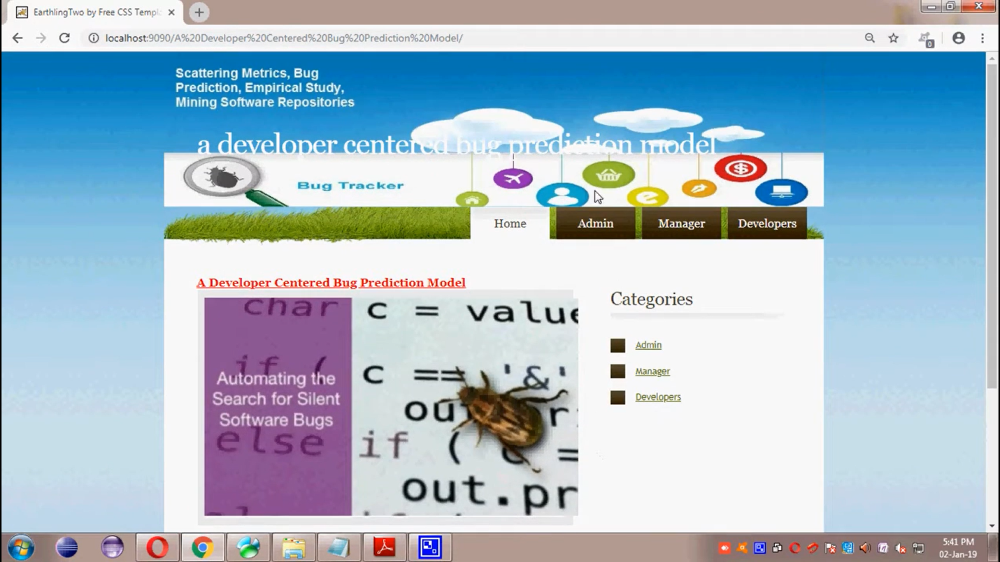 EarthlingTwo by Free CSS Templ
localhost:9090/A%20Developer%20Centered%20Bug%20Prediction%20Model/
0
Scattering Metrics, Bug
Prediction, Empirical Study,
Mining Software Repositories
a developer centered bug prediction model
Bug Tracker
Home
Admin
Manager
Developers
A Developer Centered Bug Prediction Model
char c = value
if ( c == '&'
Automating the
Search for Silent
Software Bugs
else if ( c =
out.pr
Categories
Admin
Manager
Developers
5:41 PM
02-Jan-19